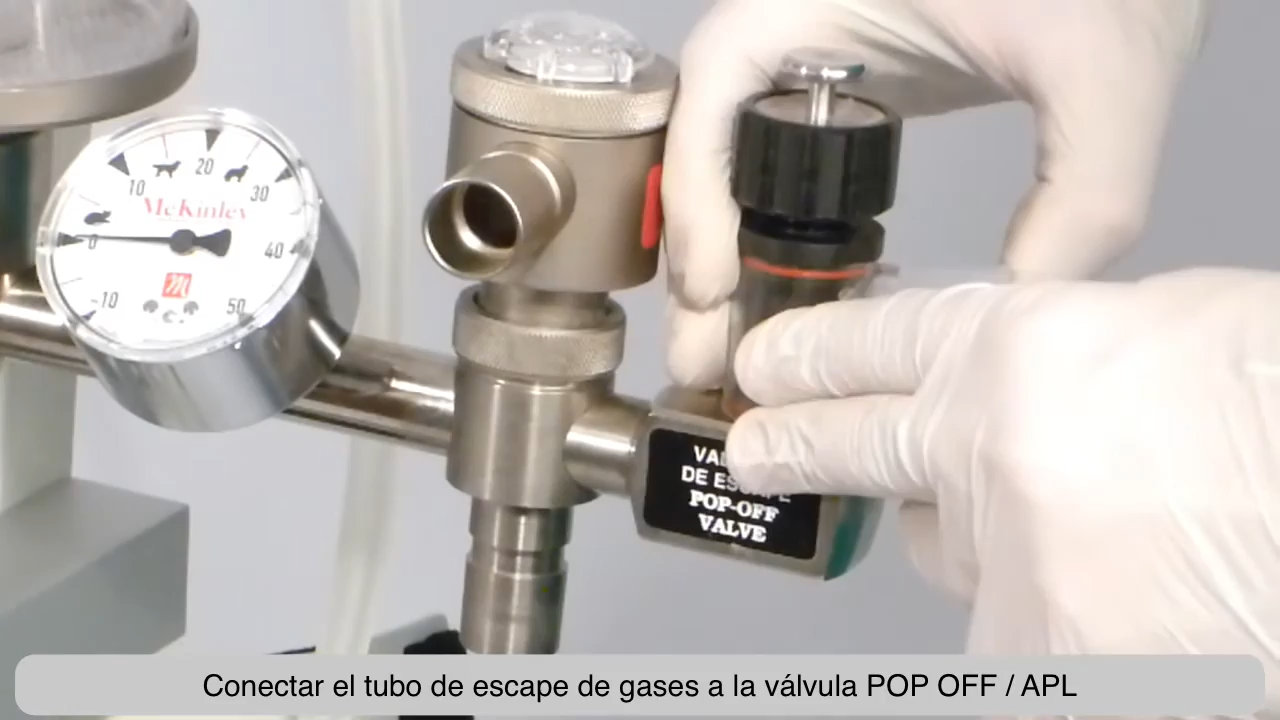 20
10
30
McKinley
0
40
-10
50
DE ESCAPE
POP-OFF
VALVE
Conectar el tubo de escape de gases a la válvula POP OFF / APL